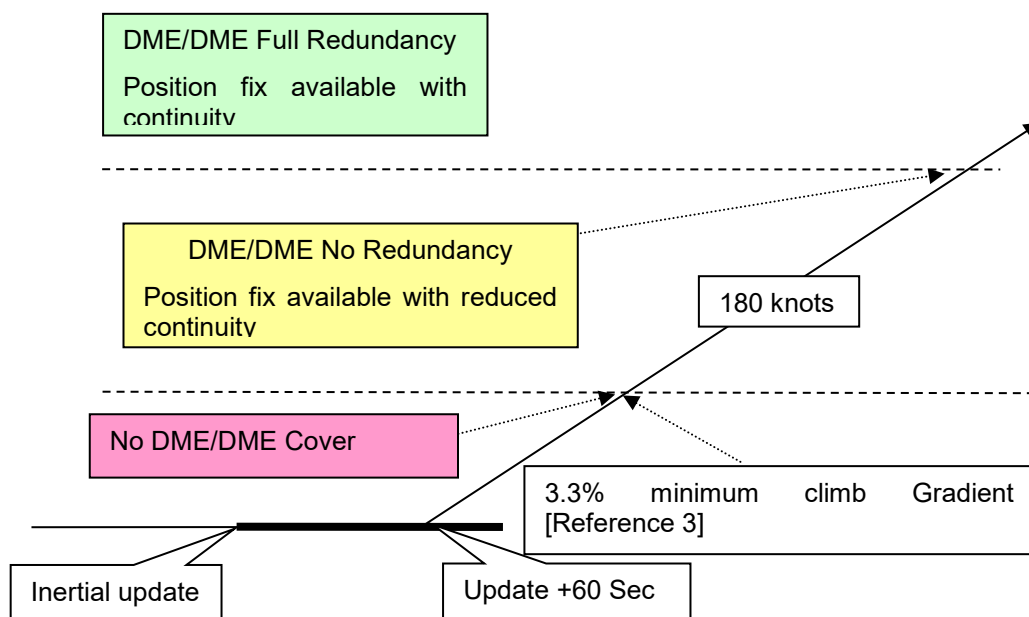 DME/DME Full Redundancy
Position fix available with
continuity
DME/DME No Redundancy
Position fix available with reduced
continuity
180 knots
No DME/DME Cover
3.3% minimum climb Gradient
[Reference 3]
Inertial update
Update +60 Sec